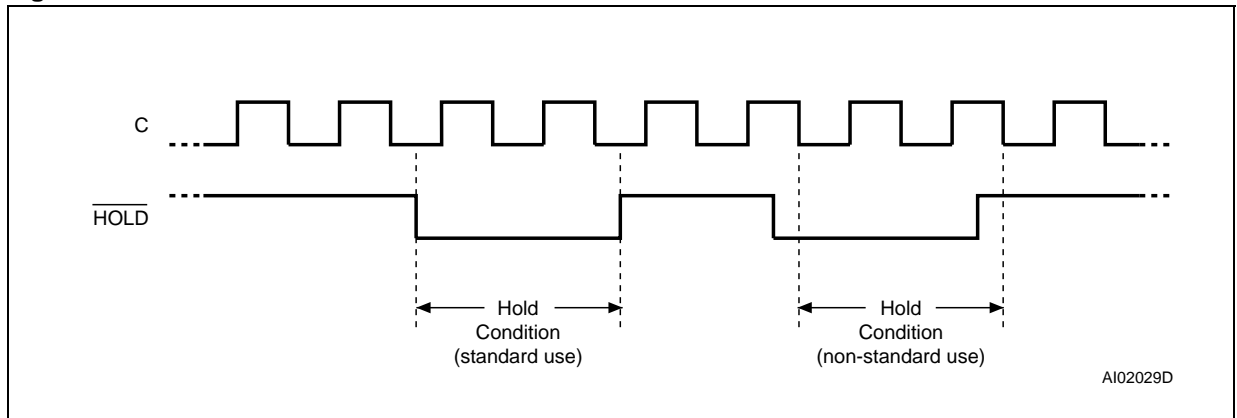 C
HOLD
Hold
Condition
(standard use)
Hold
Condition
(non-standard use)
AI02029D